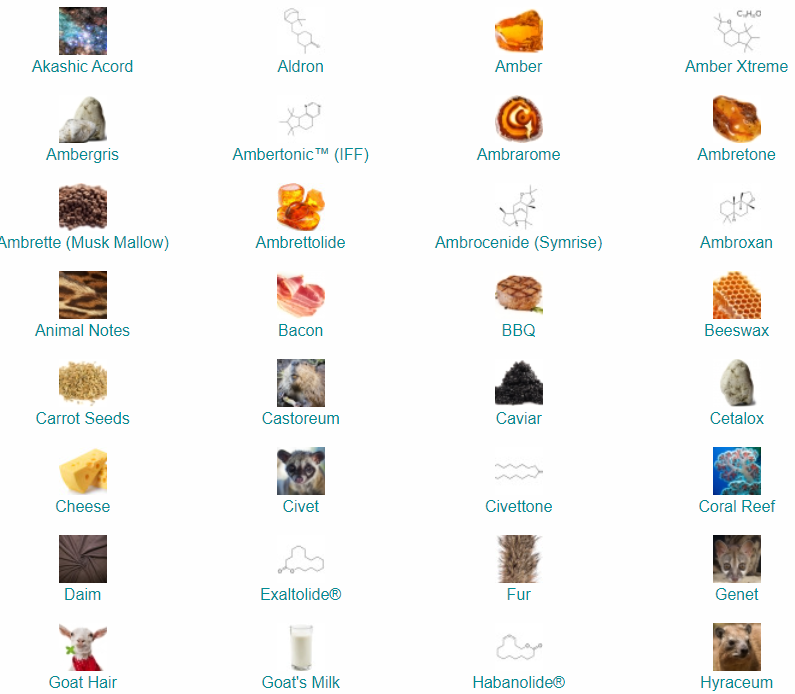 Akashic Acord
Aldron
Amber
C₅H₈O
Amber Xtreme
Ambergris
Ambertonic™ (IFF)
Ambrarome
Ambretone
Ambrette (Musk Mallow)
Ambrettolide
Ambrocenide (Symrise)
Ambroxan
Animal Notes
Bacon
BBQ
Beeswax
Carrot Seeds
Castoreum
Caviar
Cetalox
Cheese
Civet
Civettone
Coral Reef
Daim
Exaltolide®
Fur
Genet
Goat Hair
Goat's Milk
Habanolide®
Hyraceum